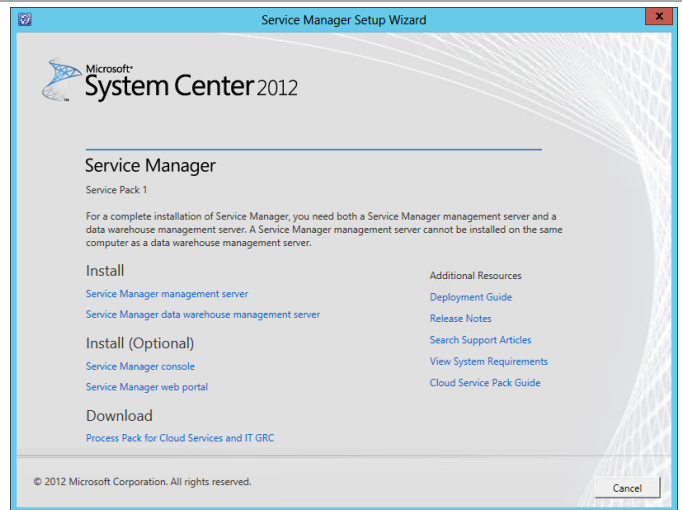 Service Manager Setup Wizard
x
Microsoft®
System Center 2012
™
Service Manager
Service Pack 1
For a complete installation of Service Manager, you need both a Service Manager management server and a
data warehouse management server. A Service Manager management server cannot be installed on the same
computer as a data warehouse management server.
Install
Service Manager management server
Service Manager data warehouse management server
Install (Optional)
Service Manager console
Service Manager web portal
Download
Process Pack for Cloud Services and IT GRC
Additional Resources
Deployment Guide
Release Notes
Search Support Articles
View System Requirements
Cloud Service Pack Guide
© 2012 Microsoft Corporation. All rights reserved.
Cancel